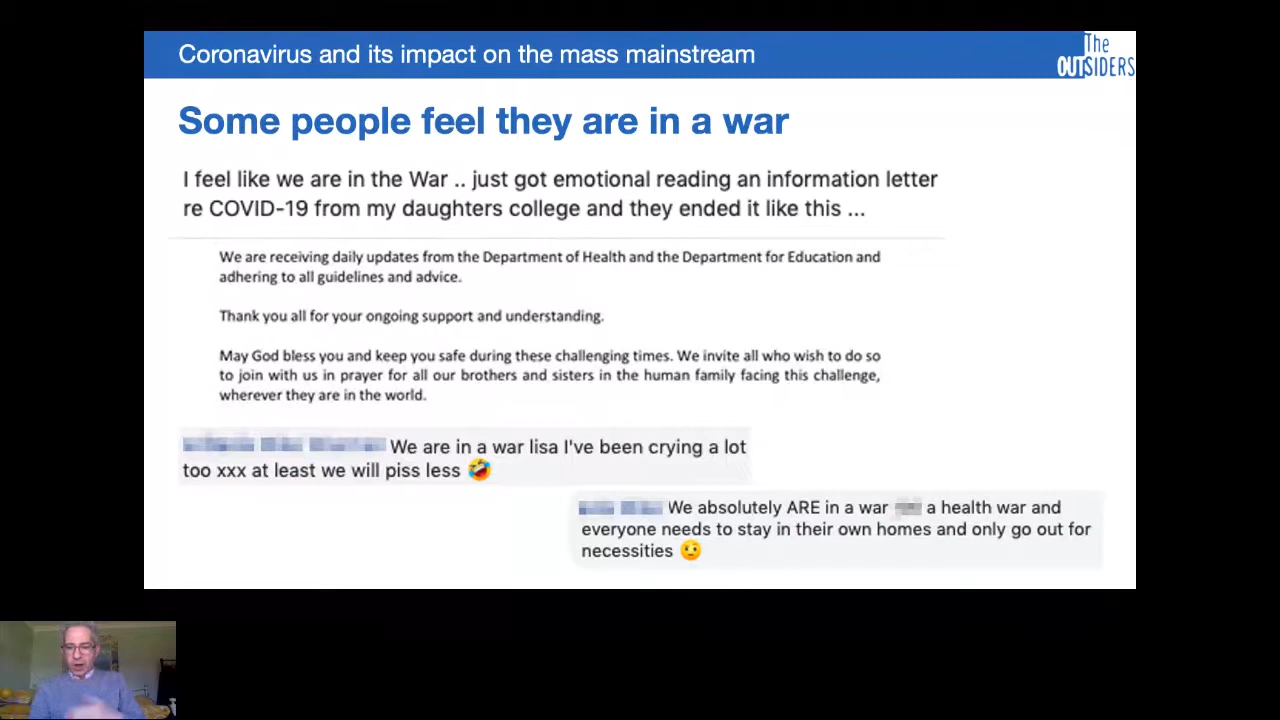 Coronavirus and its impact on the mass mainstream
The
OUTSIDERS
Some people feel they are in a war
I feel like we are in the War .. just got emotional reading an information letter
re COVID-19 from my daughters college and they ended it like this ...
We are receiving daily updates from the Department of Health and the Department for Education and
adhering to all guidelines and advice.
Thank you all for your ongoing support and understanding.
May God bless you and keep you safe during these challenging times. We invite all who wish to do so
to join with us in prayer for all our brothers and sisters in the human family facing this challenge,
wherever they are in the world.
We are in a war lisa I've been crying a lot
too xxx at least we will piss less 🤣
We absolutely ARE in a war a health war and
everyone needs to stay in their own homes and only go out for
necessities 😢